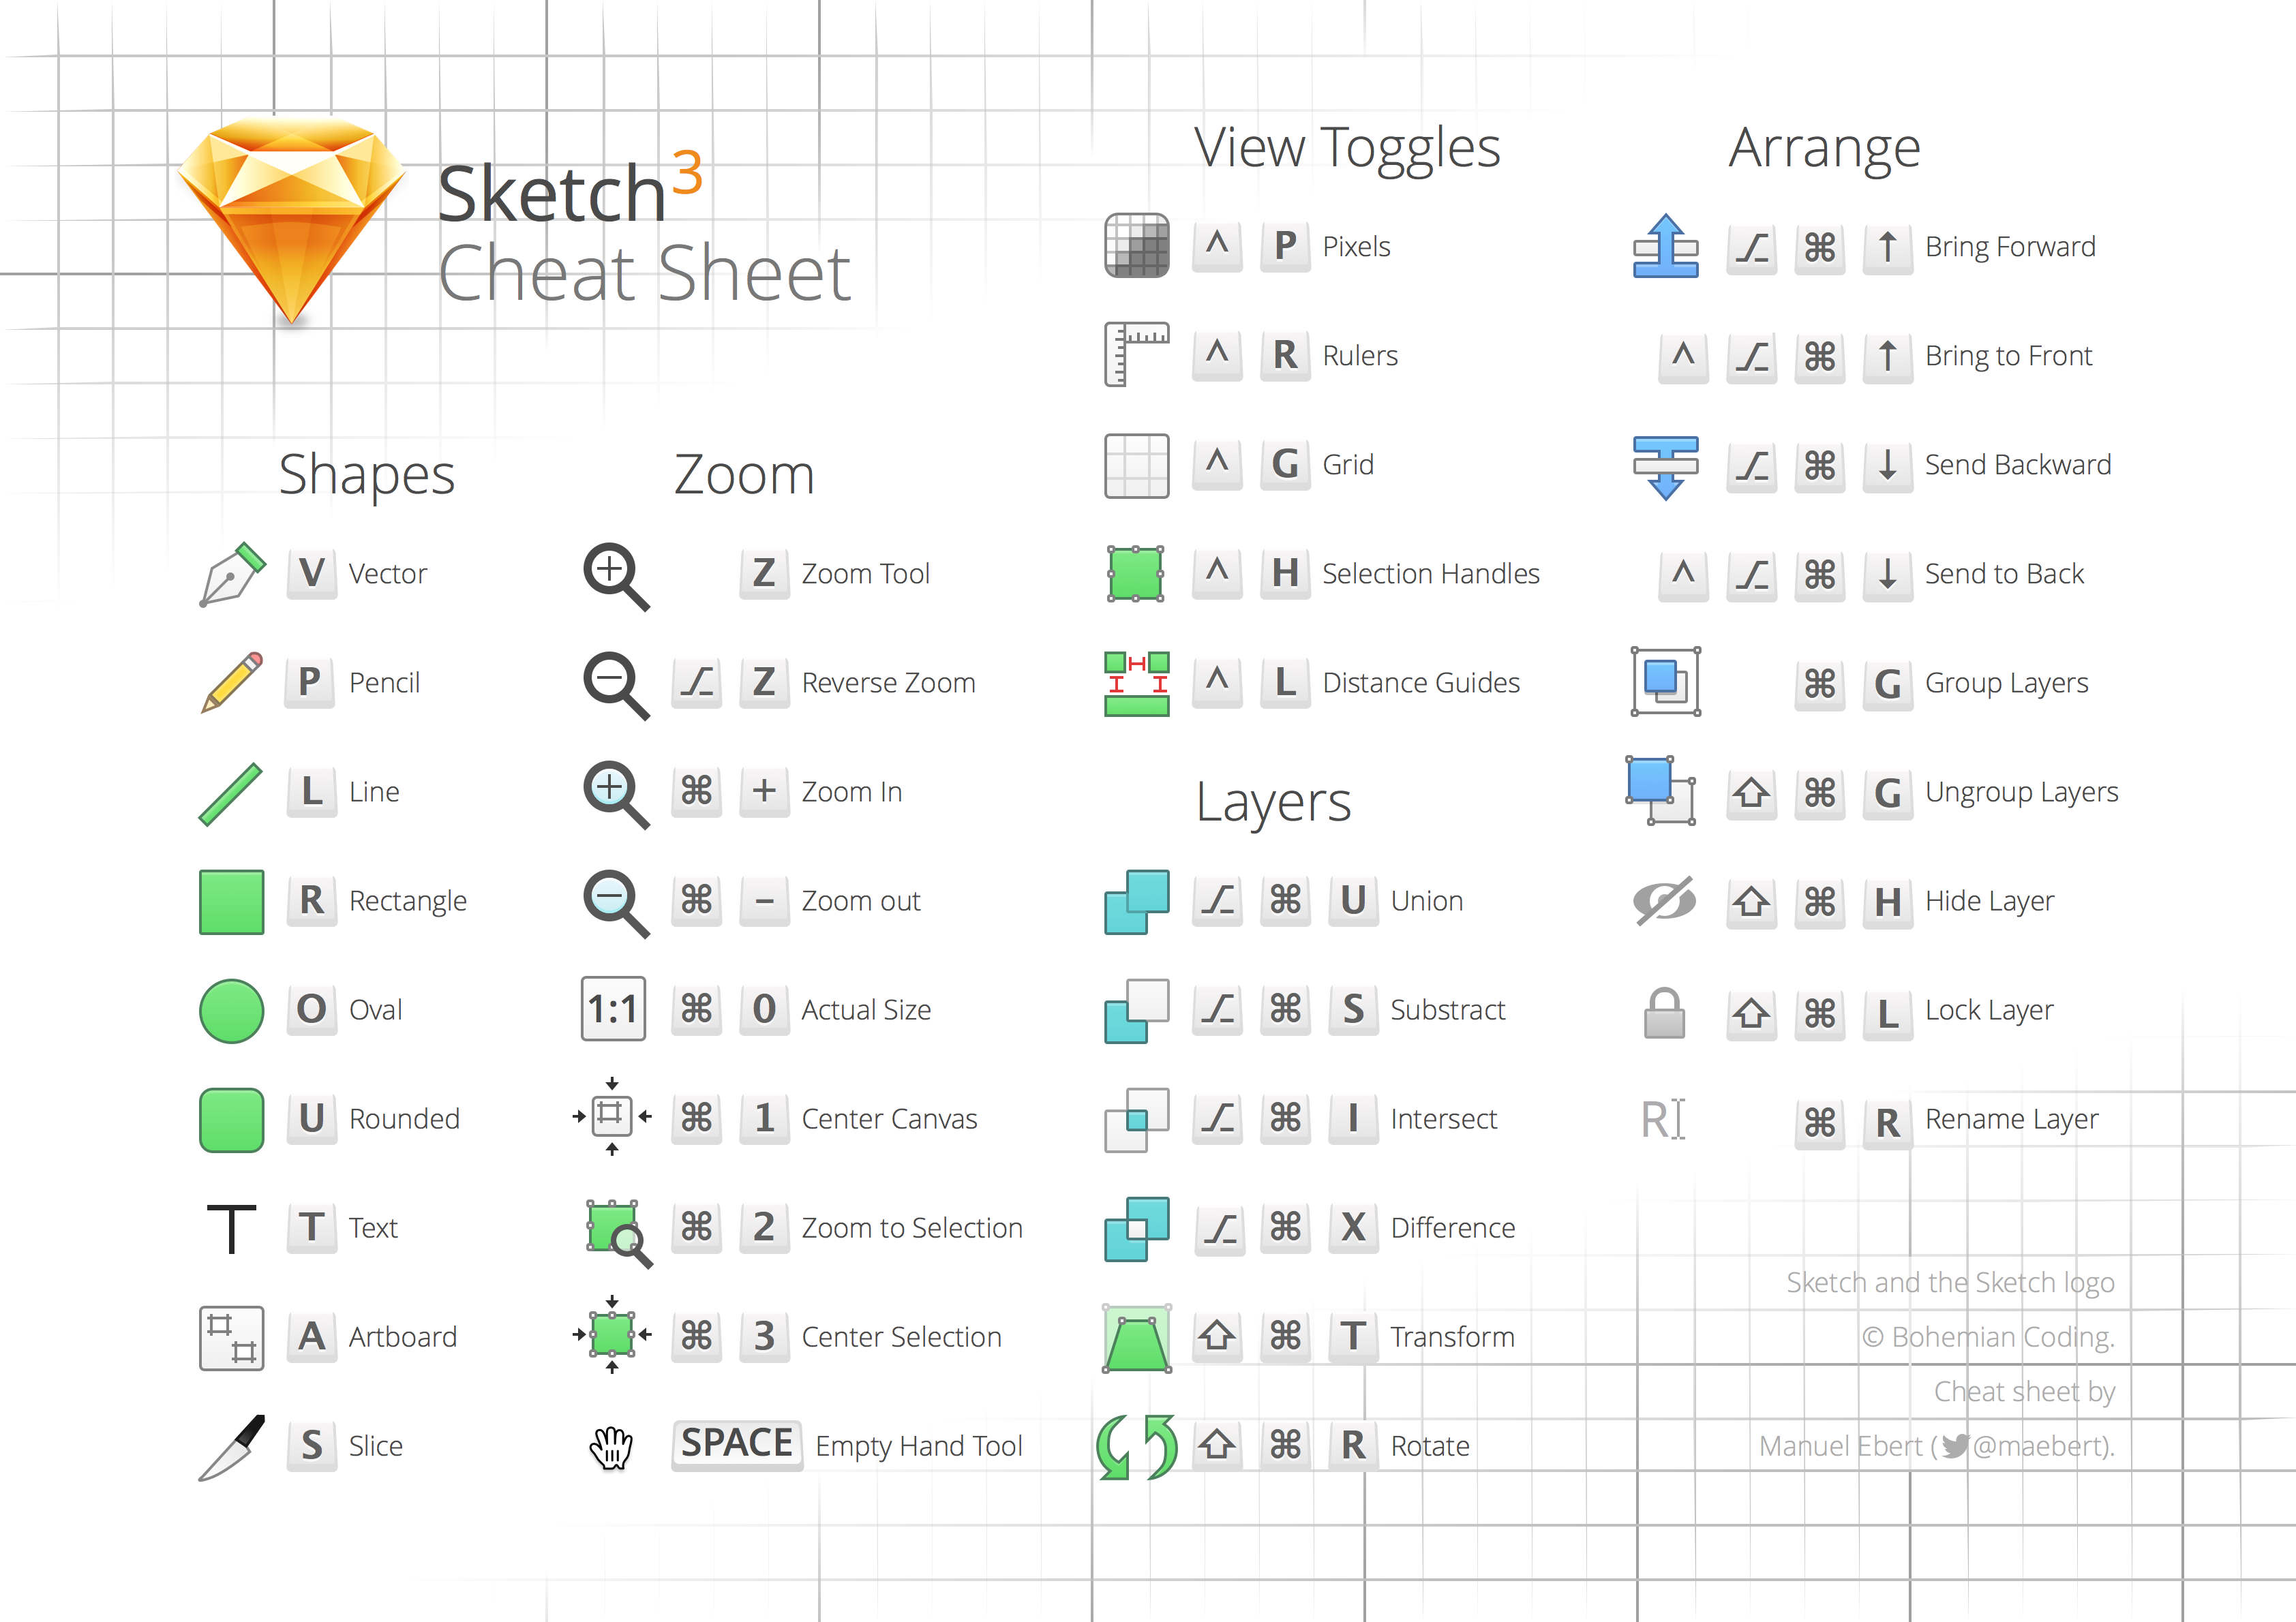 Sketch3
Cheat Sheet
Shapes
V Vector
P Pencil
L Line
R Rectangle
O Oval
U Rounded
T T Text
A Artboard
S Slice
Zoom
Z Zoom Tool
⌥ Z Reverse Zoom
⌘ + Zoom In
⌘ – Zoom out
1:1 ⌘ 0 Actual Size
⌘ 1 Center Canvas
⌘ 2 Zoom to Selection
⌘ 3 Center Selection
SPACE Empty Hand Tool
View Toggles
^ P Pixels
^ R Rulers
^ G Grid
^ H Selection Handles
^ L Distance Guides
Layers
⌥ ⌘ U Union
⌥ ⌘ S Substract
⌥ ⌘ I Intersect
⌥ ⌘ X Difference
⇧ ⌘ T Transform
⇧ ⌘ R Rotate
Arrange
⌥ ⌘ ↑ Bring Forward
^ ⌥ ⌘ ↑ Bring to Front
⌥ ⌘ ↓ Send Backward
^ ⌥ ⌘ ↓ Send to Back
⌘ G Group Layers
⇧ ⌘ G Ungroup Layers
⇧ ⌘ H Hide Layer
⇧ ⌘ L Lock Layer
R ⌘ R Rename Layer
Sketch and the Sketch logo
© Bohemian Coding.
Cheat sheet by
Manuel Ebert (@maebert).